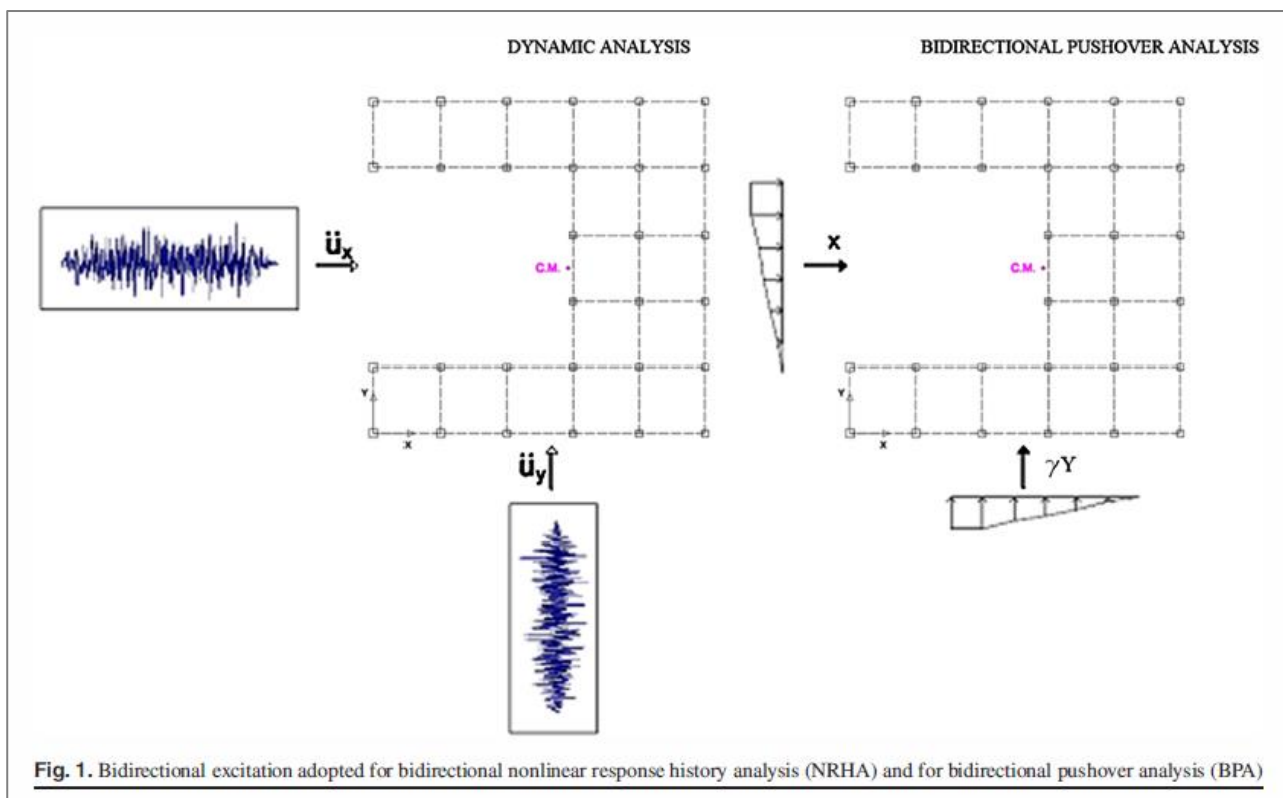 DYNAMIC ANALYSIS
BIDIRECTIONAL PUSHOVER ANALYSIS
üx
x
C.M.
C.M.
Y
X
Y
X
üy
γY
Fig. 1. Bidirectional excitation adopted for bidirectional nonlinear response history analysis (NRHA) and for bidirectional pushover analysis (BPA)